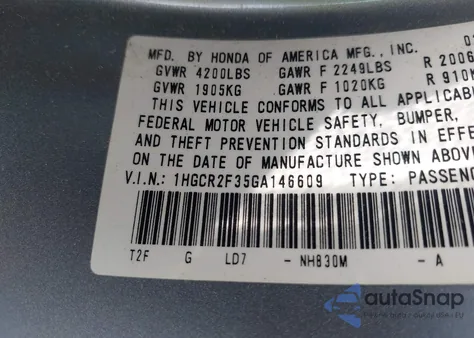 MFD. BY HONDA OF AMERICA MFG., INC.
GVWR 4200LBS GAWR F 2249LBS R 2006
GVWR 1905KG GAWR F 1020KG R 910
THIS VEHICLE CONFORMS TO ALL APPLICAB
FEDERAL MOTOR VEHICLE SAFETY, BUMPER,
AND THEFT PREVENTION STANDARDS IN EFFE
ON THE DATE OF MANUFACTURE SHOWN ABOV
V.I.N.: 1HGCR2F35GA146609 TYPE: PASSEN
T2F G LD7 - NH830M - A
autoSnap